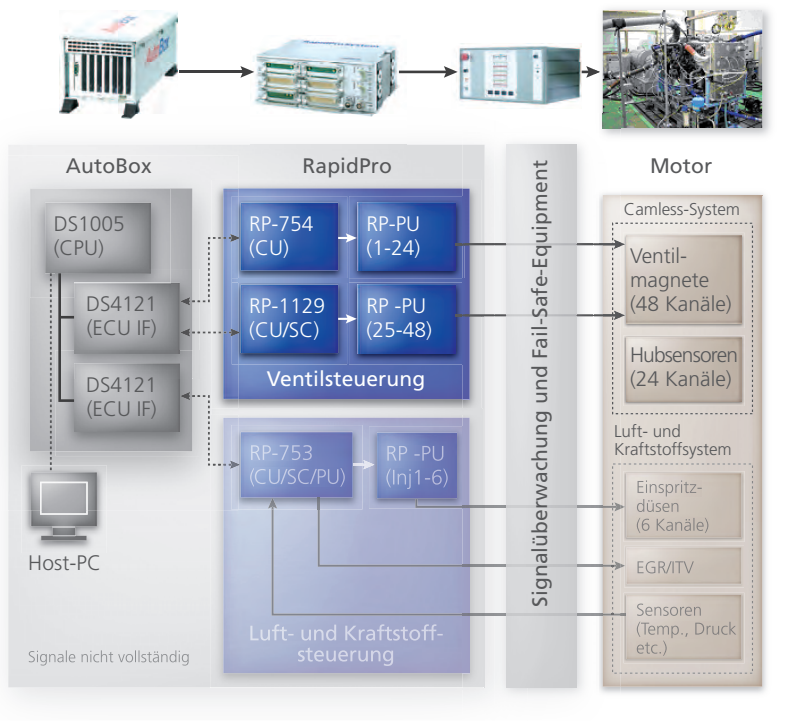 AutoBox
AutoBox
RapidPro
Motor
DS1005
(CPU)
DS4121
(ECU IF)
DS4121
(ECU IF)
Host-PC
Signale nicht vollständig
RP-754
(CU)
RP-PU
(1-24)
RP-1129
(CU/SC)
RP -PU
(25-48)
Ventilsteuerung
RP-753
(CU/SC/PU)
RP -PU
(Inj1-6)
Luft- und Kraftstoff-
steuerung
Signalüberwachung und Fail-Safe-Equipment
Camless-System
Ventil-
magnete
(48 Kanäle)
Hubsensoren
(24 Kanäle)
Luft- und
Kraftstoffsystem
Einspritz-
düsen
(6 Kanäle)
EGR/ITV
Sensoren
(Temp., Druck
etc.)